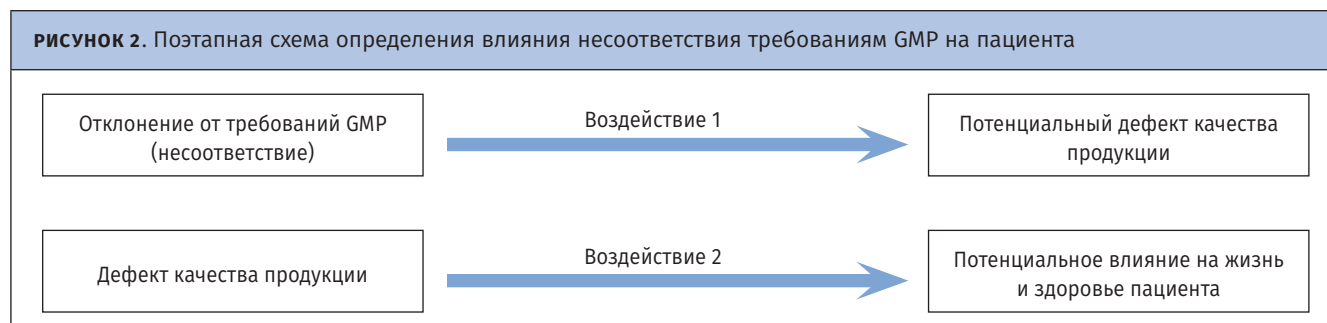 РИСУНОК 2. Поэтапная схема определения влияния несоответствия требованиям GMP на пациента
Отклонение от требований GMP
(несоответствие)
Воздействие 1
Потенциальный дефект качества
продукции
Дефект качества продукции
Воздействие 2
Потенциальное влияние на жизнь
и здоровье пациента